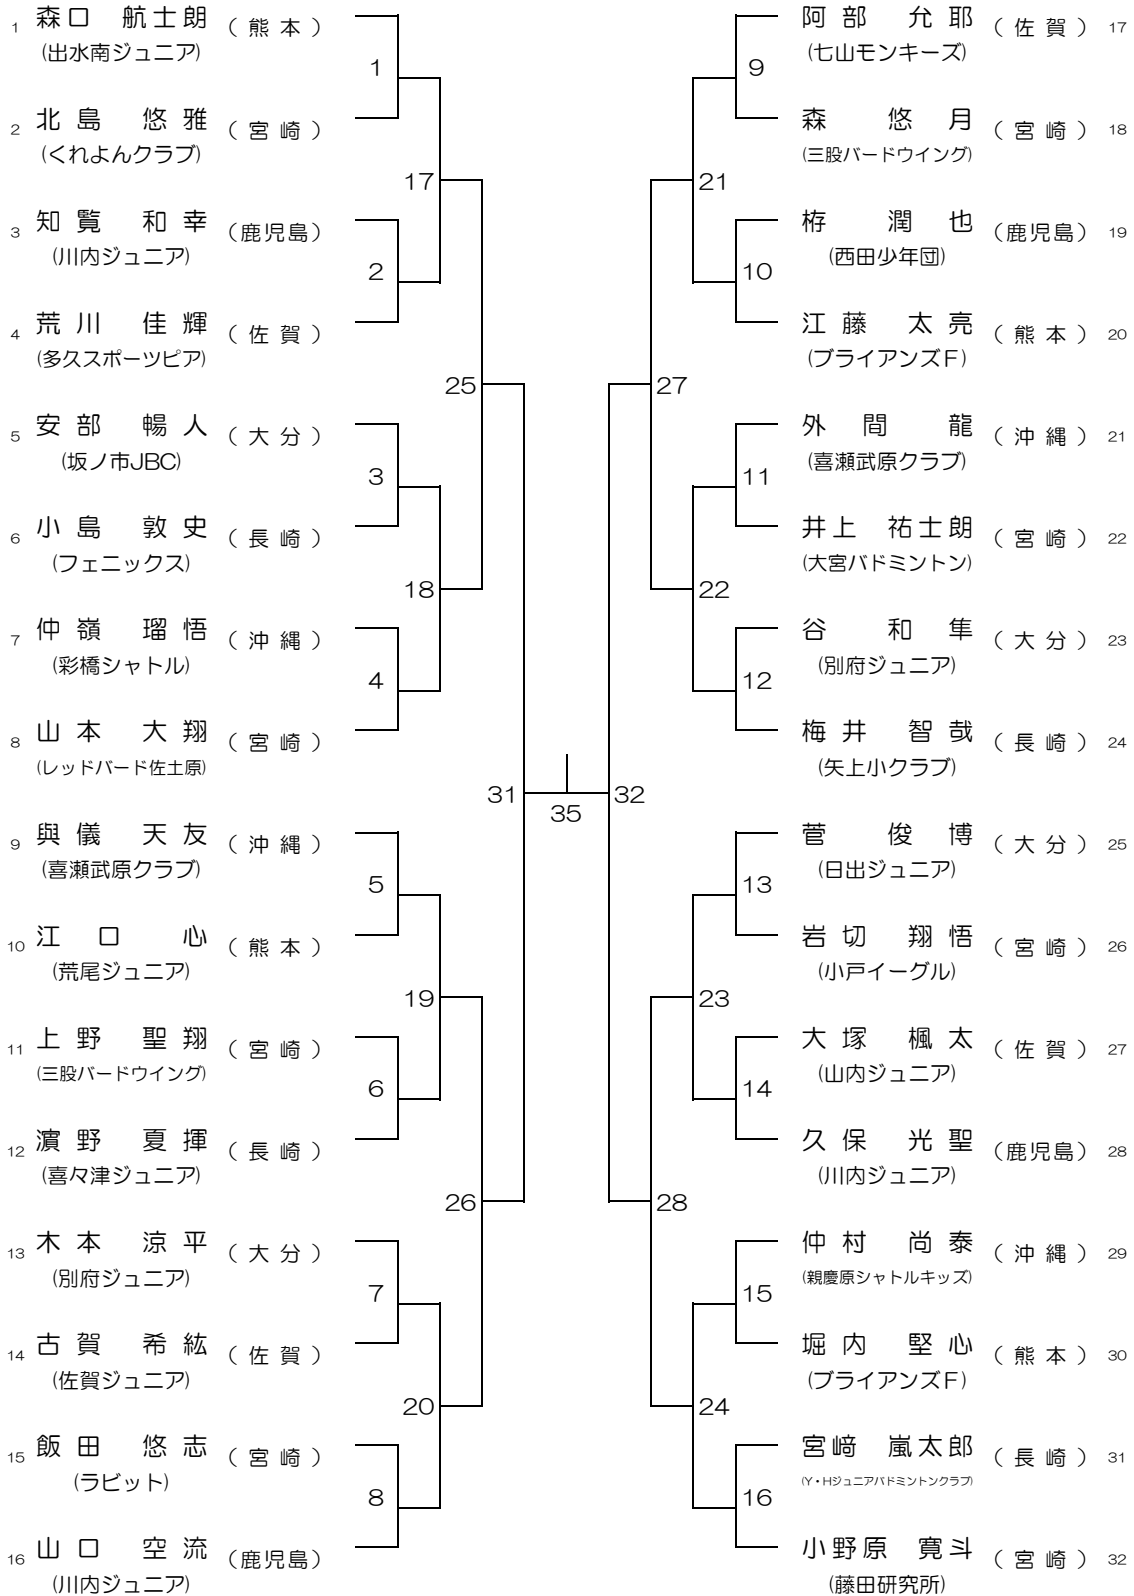 1 森口 航士朗 (熊本)
(出水南ジュニア)
1
2 北島 悠雅 (宮崎)
(くれよんクラブ)
17
3 知覧 和幸 (鹿児島)
(川内ジュニア)
2
4 荒川 佳輝 (佐賀)
(多久スポーツピア)
25
5 安部 暢人 (大分)
(坂ノ市JBC)
3
6 小島 敦史 (長崎)
(フェニックス)
18
7 仲嶺 瑠悟 (沖縄)
(彩橋シャトル)
4
8 山本 大翔 (宮崎)
(レッドバード佐土原)
31
9 與儀 天友 (沖縄)
(喜瀬武原クラブ)
5
10 江口 心 (熊本)
(荒尾ジュニア)
19
11 上野 聖翔 (宮崎)
(三股バードウイング)
6
12 濵野 夏揮 (長崎)
(喜々津ジュニア)
26
13 木本 涼平 (大分)
(別府ジュニア)
7
14 古賀 希紘 (佐賀)
(佐賀ジュニア)
20
15 飯田 悠志 (宮崎)
(ラビット)
8
16 山口 空流 (鹿児島)
(川内ジュニア)
35
阿部 允耶 (佐賀) 17
(七山モンキーズ)
9
森 悠月 (宮崎) 18
(三股バードウイング)
21
栫 潤也 (鹿児島) 19
(西田少年団)
10
江藤 太亮 (熊本) 20
(ブライアンズF)
27
外間 龍 (沖縄) 21
(喜瀬武原クラブ)
11
井上 祐士朗 (宮崎) 22
(大宮バドミントン)
22
谷 和隼 (大分) 23
(別府ジュニア)
12
梅井 智哉 (長崎) 24
(矢上小クラブ)
32
菅 俊博 (大分) 25
(日出ジュニア)
13
岩切 翔悟 (宮崎) 26
(小戸イーグル)
23
大塚 楓太 (佐賀) 27
(山内ジュニア)
14
久保 光聖 (鹿児島) 28
(川内ジュニア)
28
仲村 尚泰 (沖縄) 29
(親慶原シャトルキッズ)
15
堀内 堅心 (熊本) 30
(ブライアンズF)
24
宮﨑 嵐太郎 (長崎) 31
(Y・Hジュニアバドミントンクラブ)
16
小野原 寛斗 (宮崎) 32
(藤田研究所)